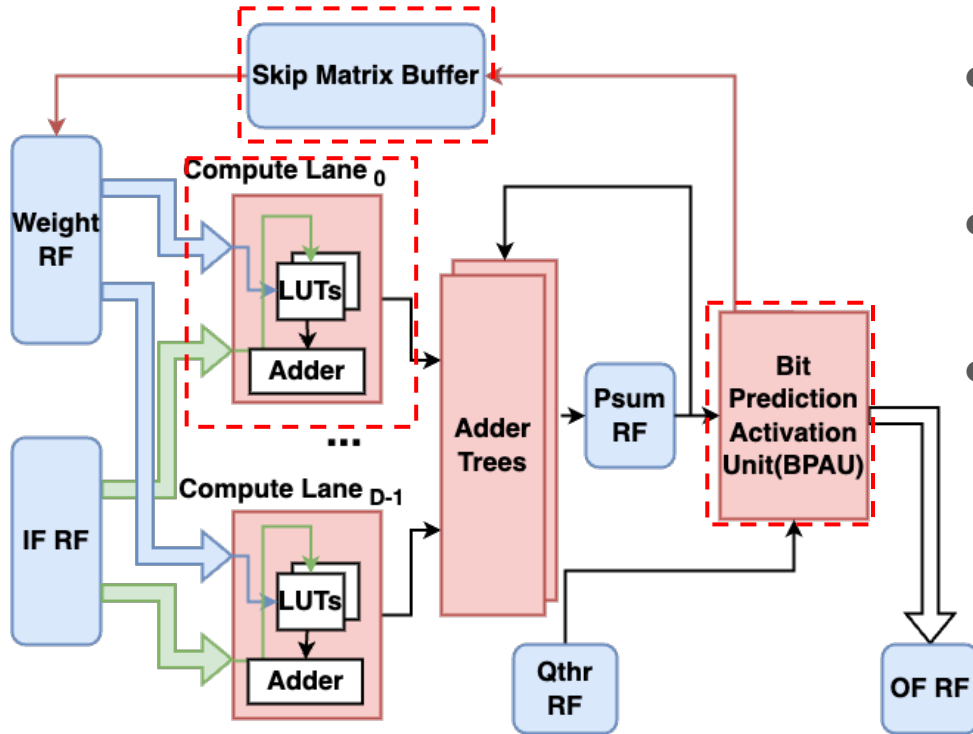 Skip Matrix Buffer
Compute Lane 0
Weight
RF
LUTs
Adder
...
Bit
Prediction
Activation
Unit(BPAU)
Psum
RF
Adder
Trees
Compute Lane D-1
IF RF
LUTs
Adder
Qthr
RF
OF RF